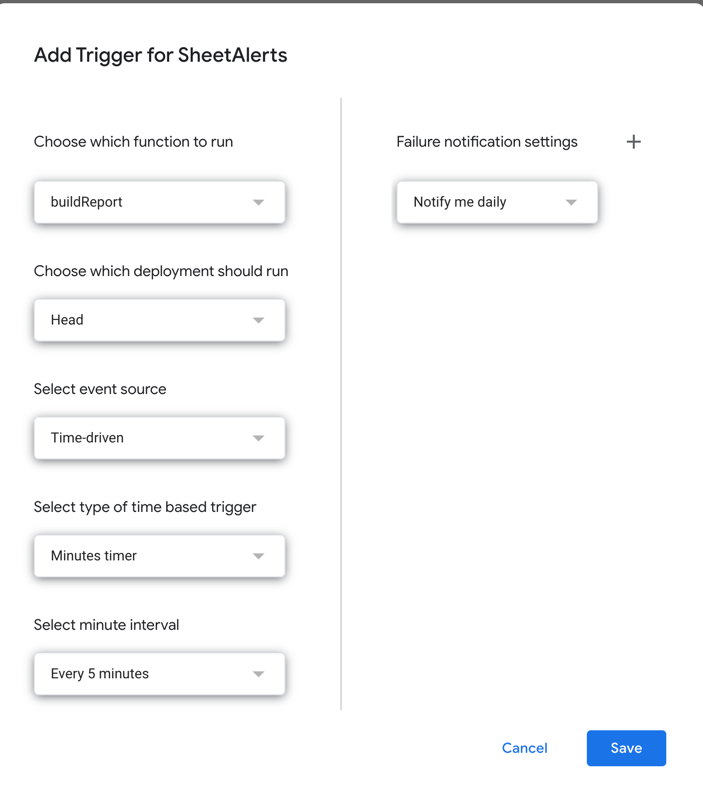 Add Trigger for SheetAlerts
Choose which function to run
buildReport
Choose which deployment should run
Head
Select event source
Time-driven
Select type of time based trigger
Minutes timer
Select minute interval
Every 5 minutes
Failure notification settings
Notify me daily
Cancel
Save